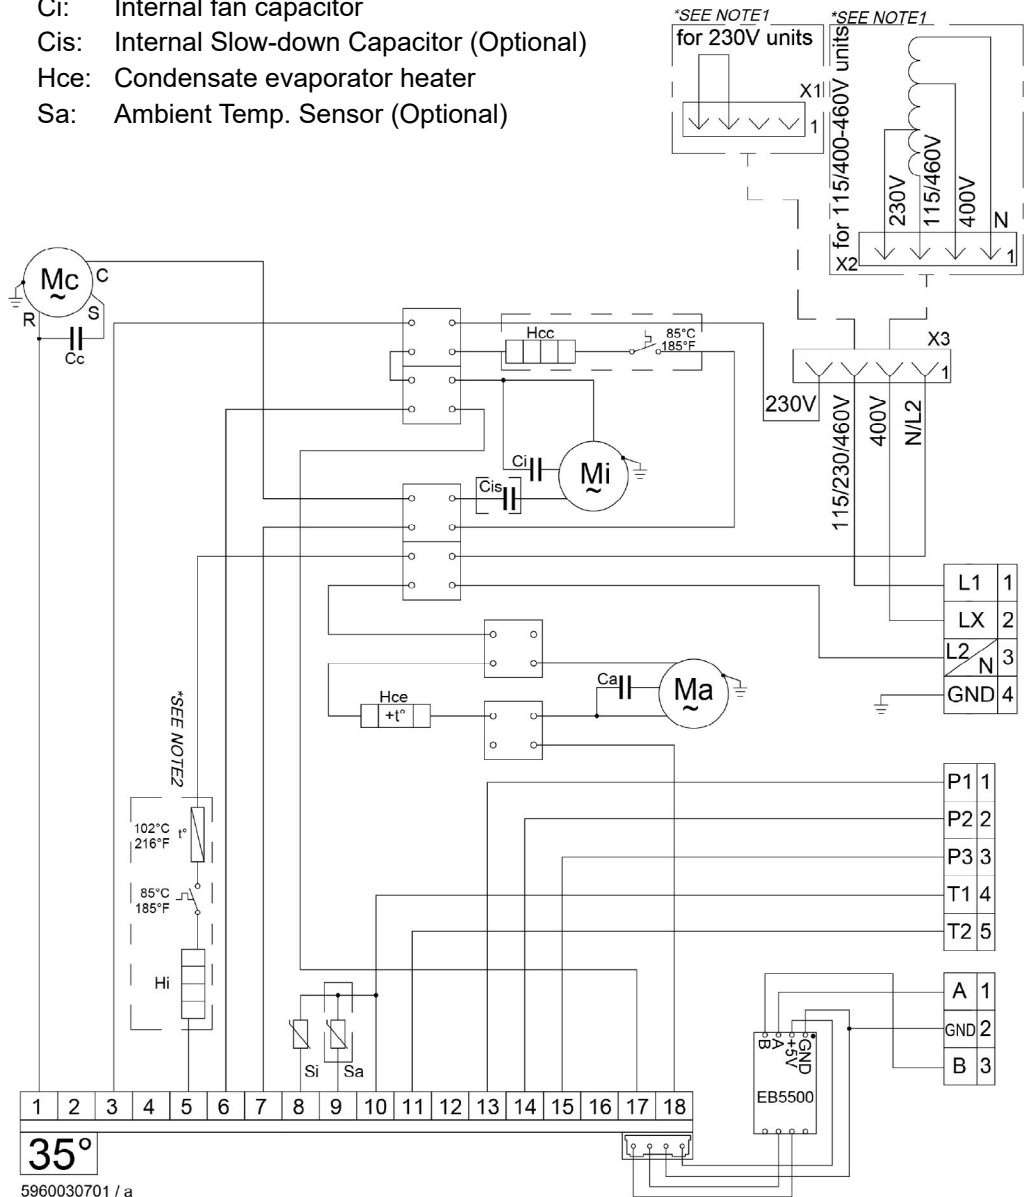 Ci: Internal fan capacitor
Cis: Internal Slow-down Capacitor (Optional)
Hce: Condensate evaporator heater
Sa: Ambient Temp. Sensor (Optional)
*SEE NOTE1
for 230V units
X1
1
*SEE NOTE1
for 115/400-460V units
230V
115/460V
400V
N
X2
1
Mc
~
C
S
R
Cc
Hcc
85°C
185°F
X3
1
230V
115/230/460V
400V
N/L2
Ci
Mi
~
Cis
L1 1
LX 2
L2/N 3
GND 4
Ca
Ma
~
Hce
+t°
*SEE NOTE2
102°C
216°F
t°
85°C
185°F
Hi
P1 1
P2 2
P3 3
T1 4
T2 5
A 1
GND 2
B 3
Si
Sa
B
A
+5V
GND
EB5500
1 2 3 4 5 6 7 8 9 10 11 12 13 14 15 16 17 18
35°
5960030701 / a